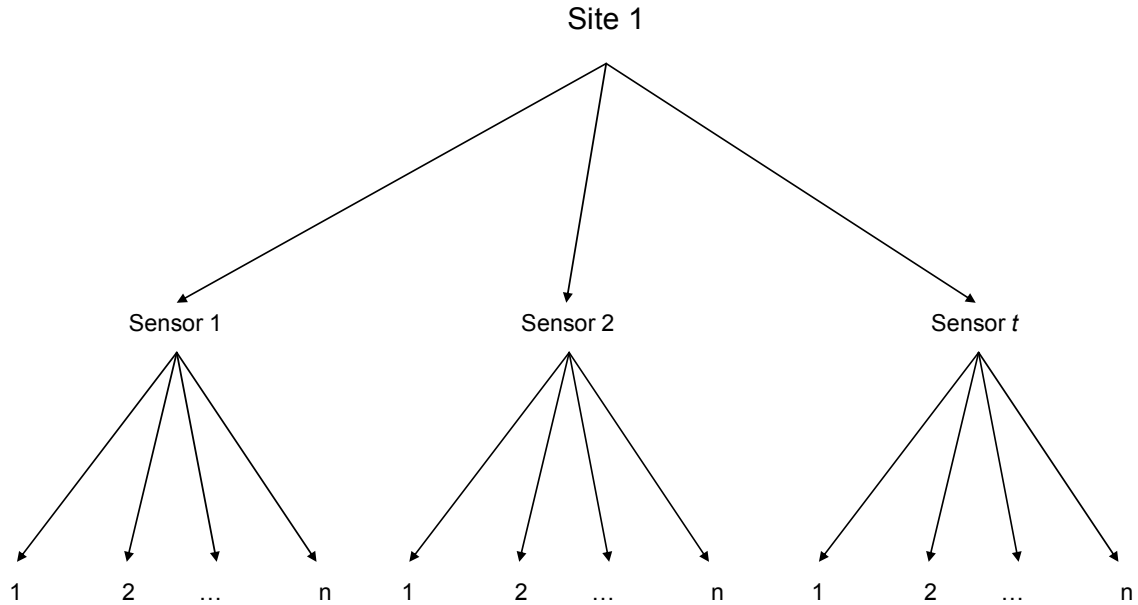 Site 1
Sensor 1 Sensor 2 Sensor t
1 2 … n 1 2 … n 1 2 … n